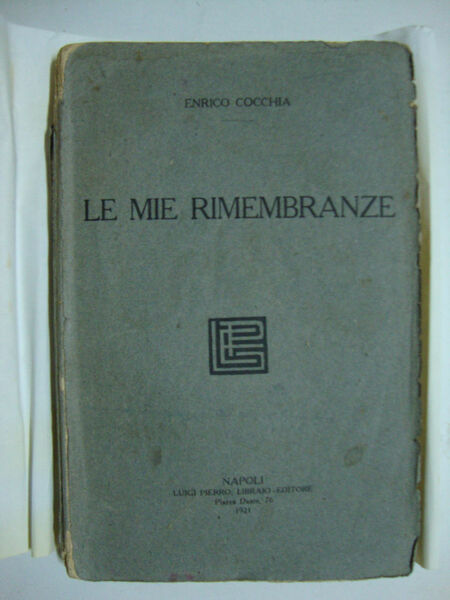 ENRICO COCCHIA
LE MIE RIMEMBRANZE
NAPOLI
LUIGI PIERRO, LIBRAIO-EDITORE
Piazza Dante, 76
1921